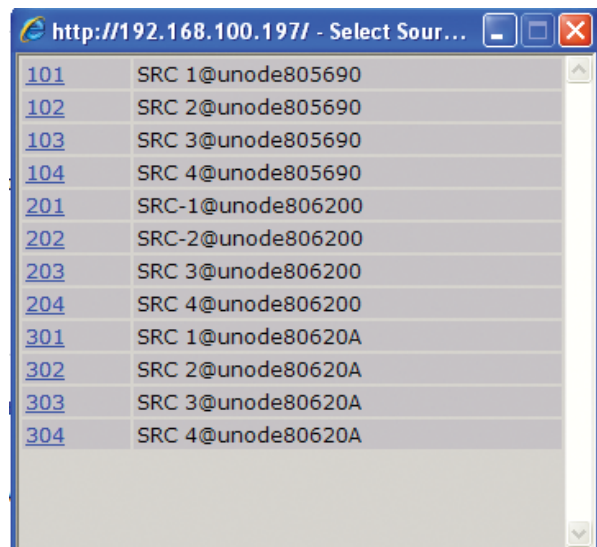 http://192.168.100.197/ - Select Sour...
101 SRC 1@unode805690
102 SRC 2@unode805690
103 SRC 3@unode805690
104 SRC 4@unode805690
201 SRC-1@unode806200
202 SRC-2@unode806200
203 SRC 3@unode806200
204 SRC 4@unode806200
301 SRC 1@unode80620A
302 SRC 2@unode80620A
303 SRC 3@unode80620A
304 SRC 4@unode80620A